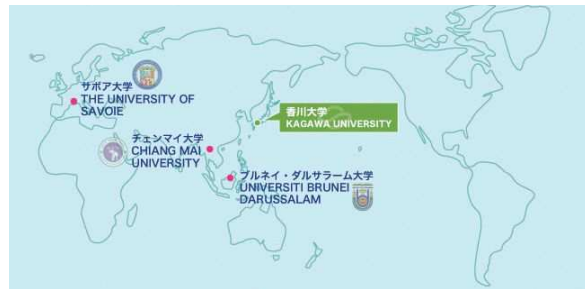 サボア大学
THE UNIVERSITY OF
SAVOIE
香川大学
KAGAWA UNIVERSITY
チェンマイ大学
CHIANG MAI
UNIVERSITY
ブルネイ・ダルサラーム大学
UNIVERSITI BRUNEI
DARUSSALAM